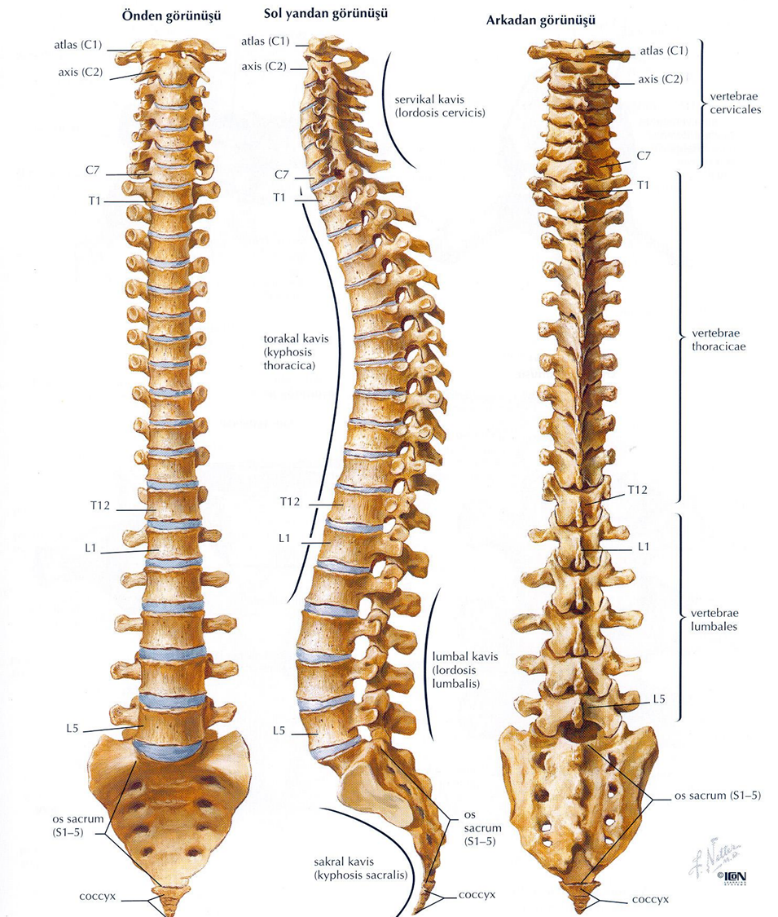 Önden görünüşü
Sol yandan görünüşü
Arkadan görünüşü
atlas (C1)
axis (C2)
C7
T1
T12
L1
L5
os sacrum
(S1–5)
coccyx
atlas (C1)
axis (C2)
servikal kavis
(lordosis cervicis)
C7
T1
torakal kavis
(kyphosis
thoracica)
T12
L1
lumbal kavis
(lordosis
lumbalis)
L5
os
sacrum
(S1–5)
sakral kavis
(kyphosis sacralis)
coccyx
atlas (C1)
axis (C2)
vertebrae
cervicales
C7
T1
vertebrae
thoracicae
T12
L1
vertebrae
lumbales
L5
os sacrum (S1–5)
coccyx
F. Netter
©ICON